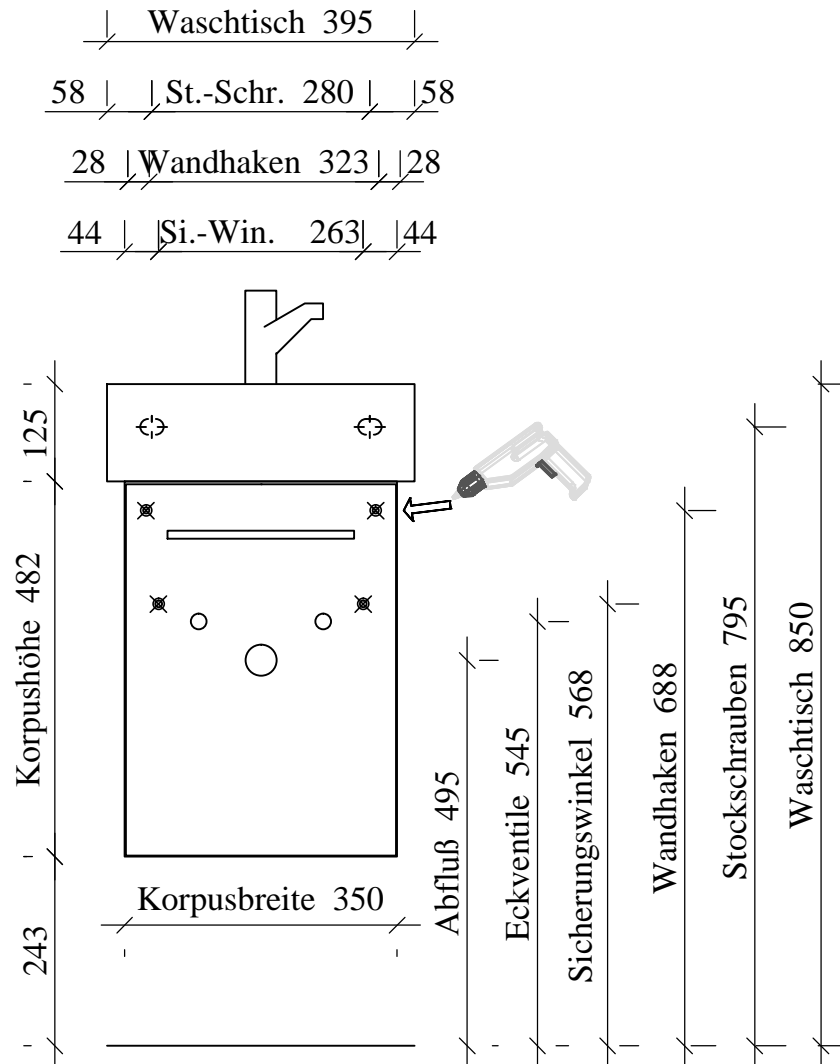 Waschtisch 395
58 St.-Schr. 280 58
28 Wandhaken 323 28
44 Si.-Win. 263 44
125
Korpushöhe 482
243
Korpusbreite 350
Abfluß 495
Eckventile 545
Sicherungswinkel 568
Wandhaken 688
Stockschrauben 795
Waschtisch 850